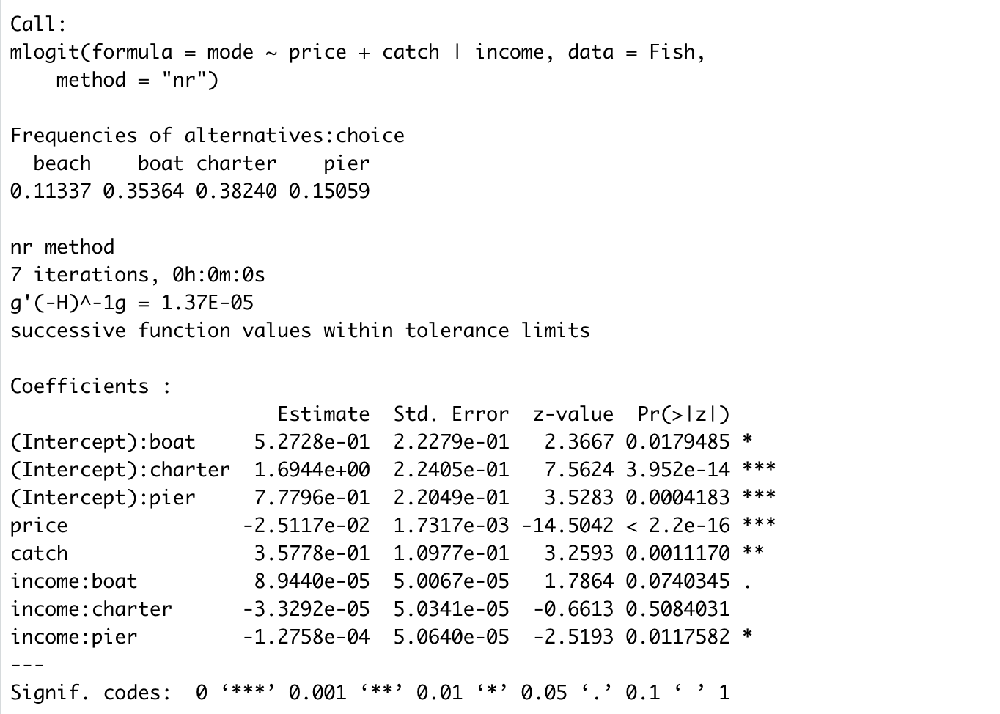 Call:
mlogit(formula = mode ~ price + catch | income, data = Fish,
    method = "nr")

Frequencies of alternatives:choice
  beach    boat charter    pier
0.11337 0.35364 0.38240 0.15059

nr method
7 iterations, 0h:0m:0s
g'(-H)^-1g = 1.37E-05
successive function values within tolerance limits

Coefficients :
                       Estimate  Std. Error  z-value  Pr(>|z|)
(Intercept):boat     5.2728e-01  2.2279e-01   2.3667 0.0179485 *
(Intercept):charter  1.6944e+00  2.2405e-01   7.5624 3.952e-14 ***
(Intercept):pier     7.7796e-01  2.2049e-01   3.5283 0.0004183 ***
price               -2.5117e-02  1.7317e-03 -14.5042 < 2.2e-16 ***
catch                3.5778e-01  1.0977e-01   3.2593 0.0011170 **
income:boat          8.9440e-05  5.0067e-05   1.7864 0.0740345 .
income:charter      -3.3292e-05  5.0341e-05  -0.6613 0.5084031
income:pier         -1.2758e-04  5.0640e-05  -2.5193 0.0117582 *
---
Signif. codes:  0 ‘***’ 0.001 ‘**’ 0.01 ‘*’ 0.05 ‘.’ 0.1 ‘ ’ 1